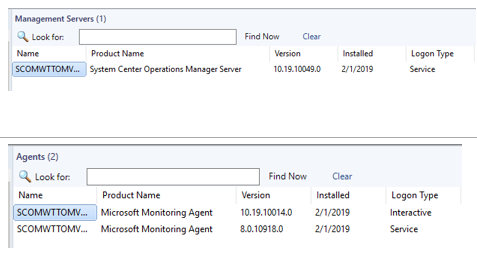 Management Servers (1)
Look for: Find Now Clear
Name Product Name Version Installed Logon Type
SCOMWTTOMV... System Center Operations Manager Server 10.19.10049.0 2/1/2019 Service
Agents (2)
Look for: Find Now Clear
Name Product Name Version Installed Logon Type
SCOMWTTOMV... Microsoft Monitoring Agent 10.19.10014.0 2/1/2019 Interactive
SCOMWTTOMV... Microsoft Monitoring Agent 8.0.10918.0 2/1/2019 Service